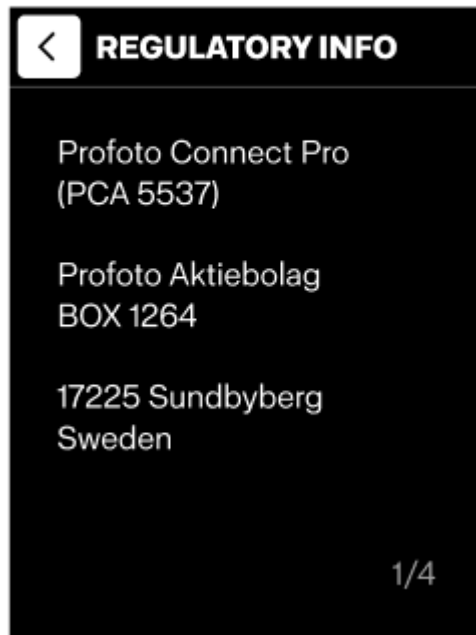 REGULATORY INFO
Profoto Connect Pro
(PCA 5537)
Profoto Aktiebolag
BOX 1264
17225 Sundbyberg
Sweden
1/4